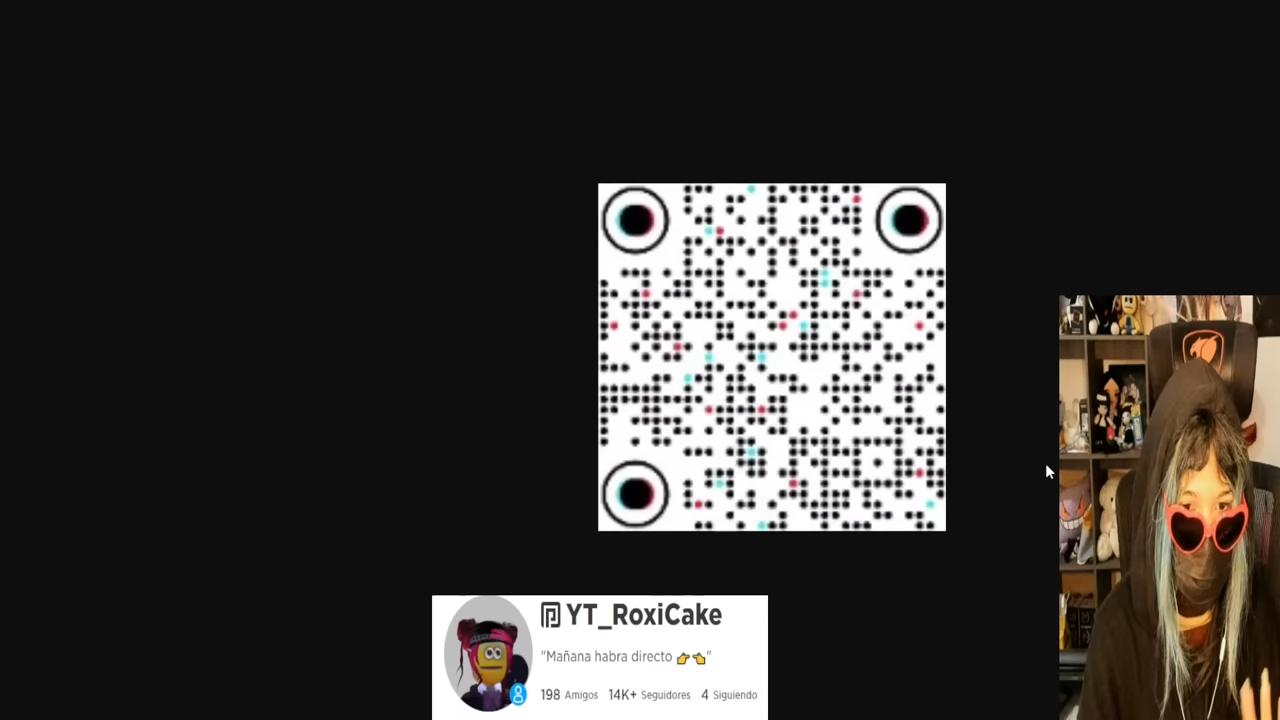 YT_RoxiCake
"Mañana habra directo 👉👈"
198 Amigos 14K+ Seguidores 4 Siguiendo